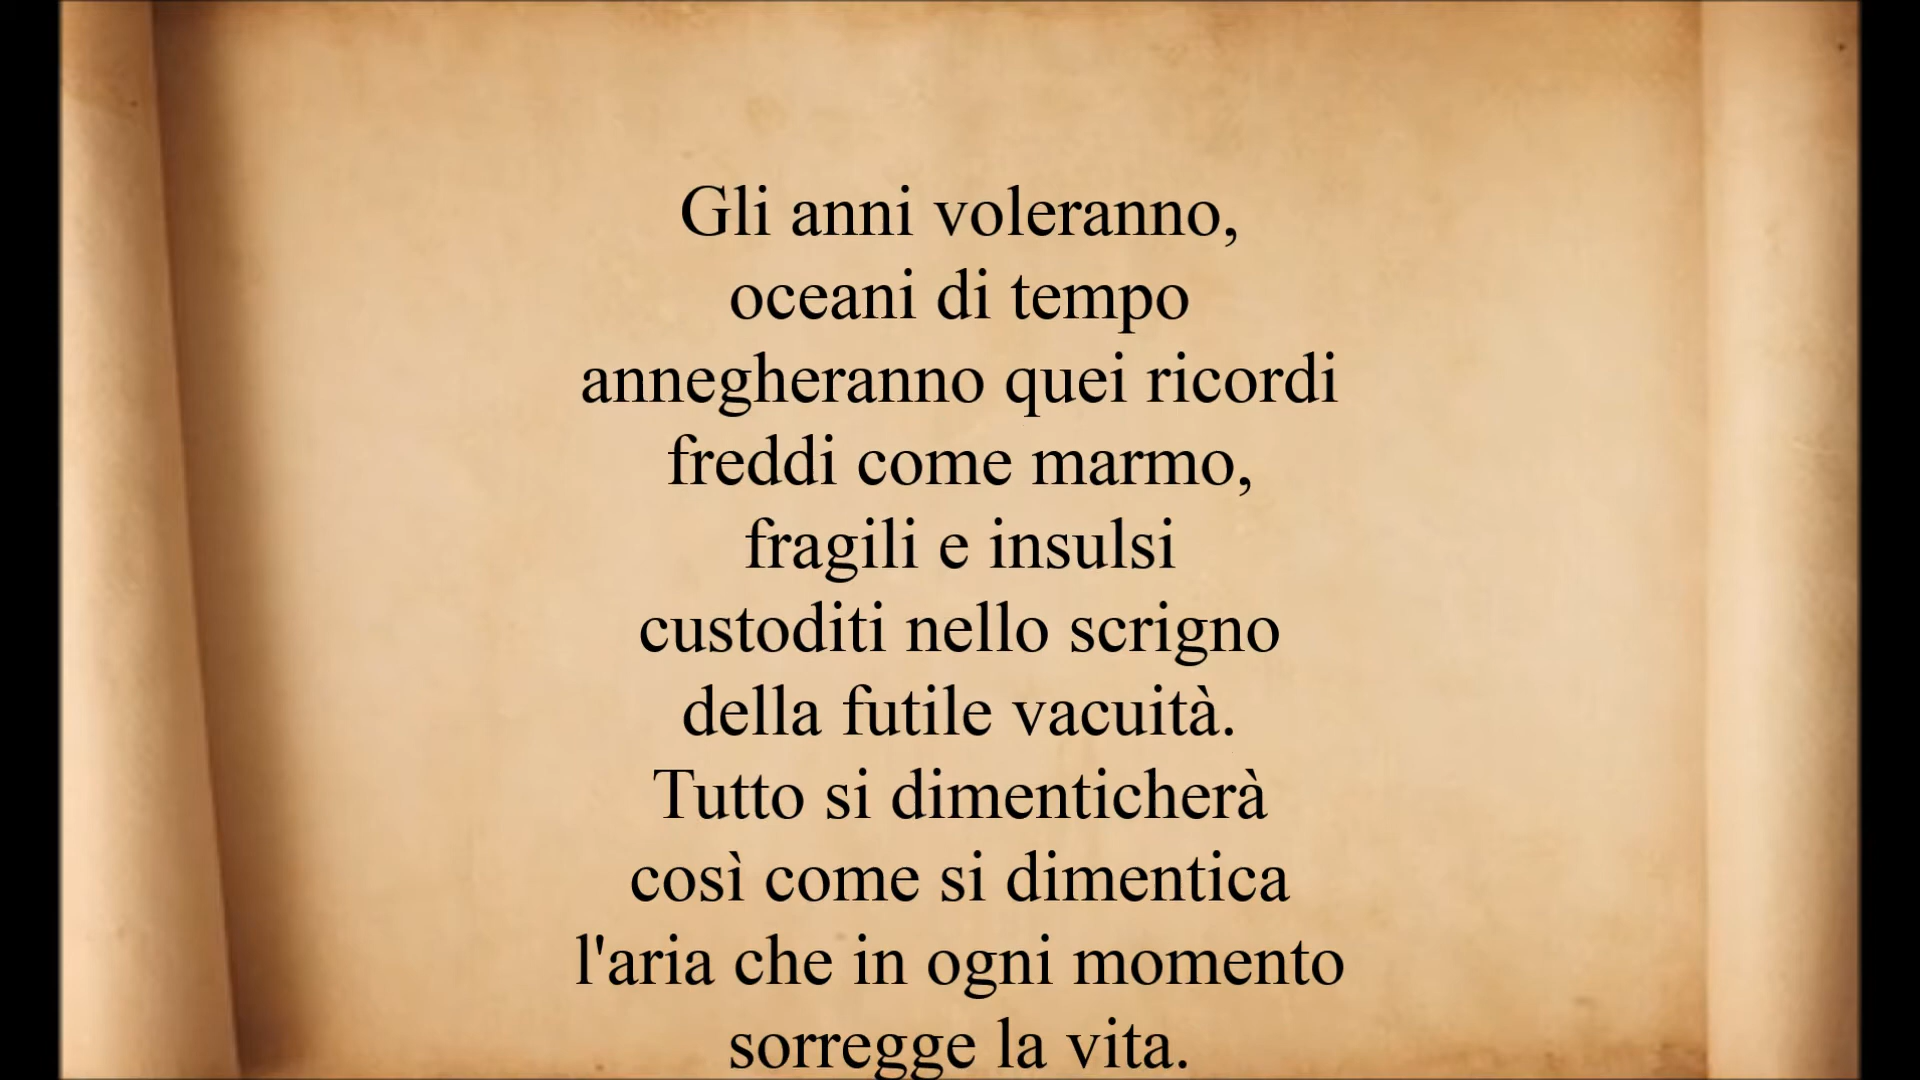 Gli anni voleranno,
oceani di tempo
annegheranno quei ricordi
freddi come marmo,
fragili e insulsi
custoditi nello scrigno
della futile vacuità.
Tutto si dimenticherà
così come si dimentica
l'aria che in ogni momento
sorregge la vita.